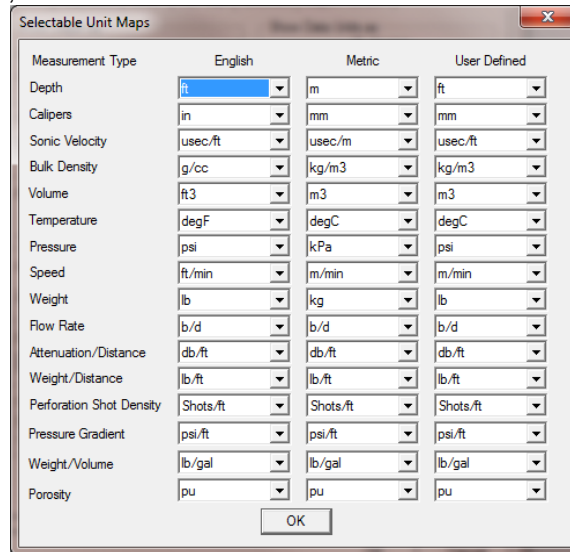 Selectable Unit Maps
Measurement Type English Metric User Defined
Depth ft m ft
Calipers in mm mm
Sonic Velocity usec/ft usec/m usec/ft
Bulk Density g/cc kg/m3 kg/m3
Volume ft3 m3 m3
Temperature degF degC degC
Pressure psi kPa psi
Speed ft/min m/min m/min
Weight lb kg lb
Flow Rate b/d b/d b/d
Attenuation/Distance db/ft db/ft db/ft
Weight/Distance lb/ft lb/ft lb/ft
Perforation Shot Density Shots/ft Shots/ft Shots/ft
Pressure Gradient psi/ft psi/ft psi/ft
Weight/Volume lb/gal lb/gal lb/gal
Porosity pu pu pu
OK